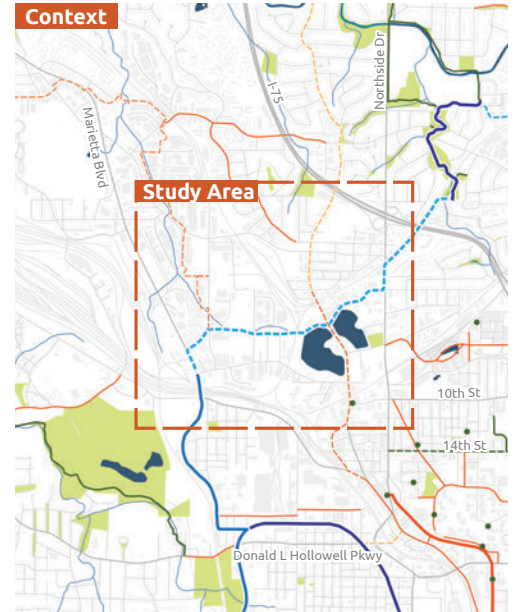 Context
Northside Dr
I-75
Marietta Blvd
Study Area
10th St
14th St
Donald L Hollowell Pkwy